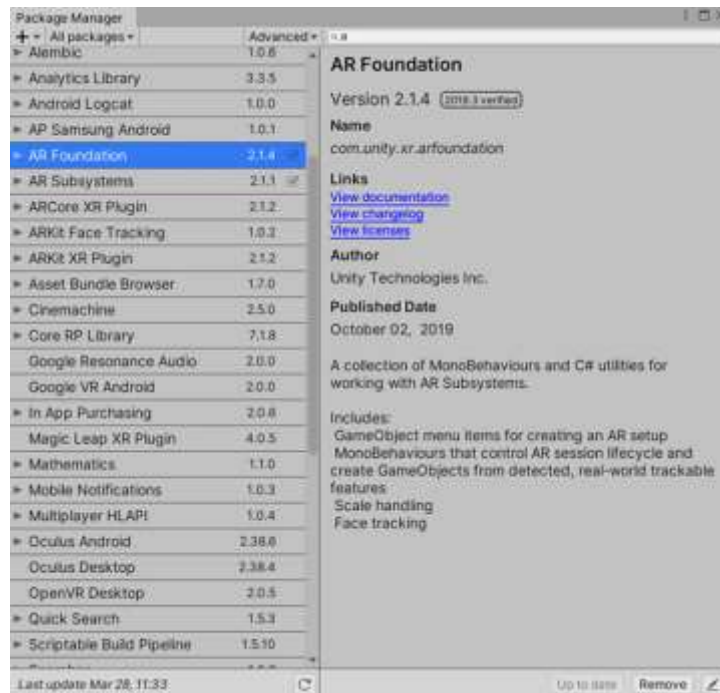 Package Manager
All packages
Advanced
Alembic 1.0.6
Analytics Library 3.3.5
Android Logcat 1.0.0
AP Samsung Android 1.0.1
AR Foundation 2.1.4
AR Subsystems 2.1.1
ARCore XR Plugin 2.1.2
ARKit Face Tracking 1.0.2
ARKit XR Plugin 2.1.2
Asset Bundle Browser 1.7.0
Cinemachine 2.5.0
Core RP Library 7.1.8
Google Resonance Audio 2.0.0
Google VR Android 2.0.0
In App Purchasing 2.0.6
Magic Leap XR Plugin 4.0.5
Mathematics 1.1.0
Mobile Notifications 1.0.3
Multiplayer HLAPI 1.0.4
Oculus Android 2.38.6
Oculus Desktop 2.38.4
OpenVR Desktop 2.0.5
Quick Search 1.5.3
Scriptable Build Pipeline 1.5.10
Last update Mar 28, 11:33
AR Foundation
Version 2.1.4 2019.3 verified
Name
com.unity.xr.arfoundation
Links
View documentation
View changelog
View licenses
Author
Unity Technologies Inc.
Published Date
October 02, 2019
A collection of MonoBehaviours and C# utilities for
working with AR Subsystems.
Includes:
GameObject menu items for creating an AR setup
MonoBehaviours that control AR session lifecycle and
create GameObjects from detected, real-world trackable
features
Scale handling
Face tracking
Up to date
Remove